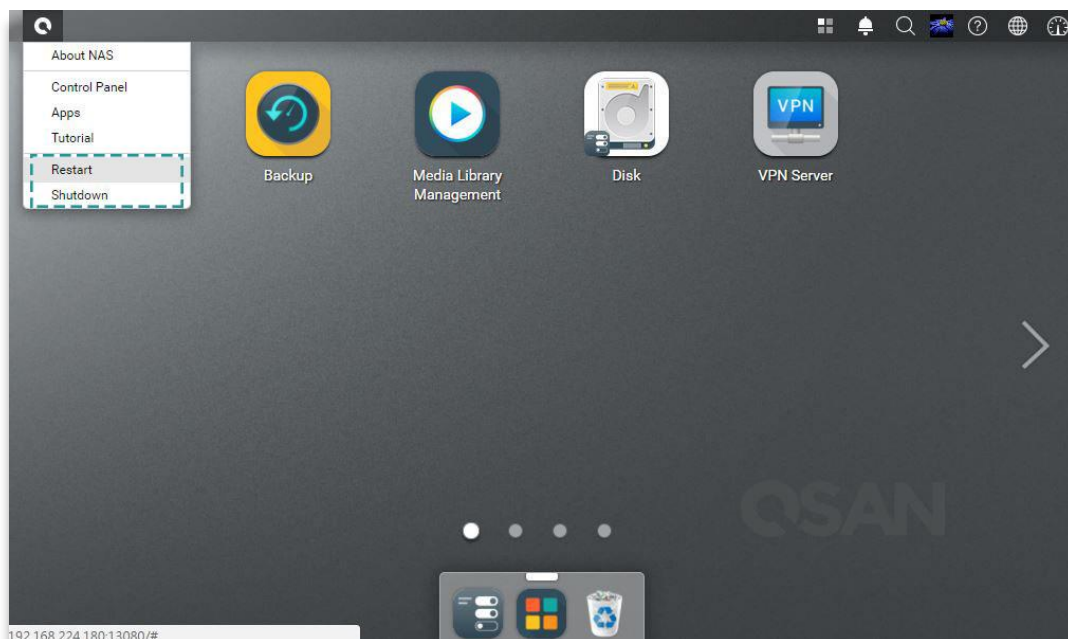 About NAS
Control Panel
Apps
Tutorial
Restart
Shutdown
Backup
Media Library
Management
Disk
VPN
VPN Server
QSAN
192.168.224.180:13080/#